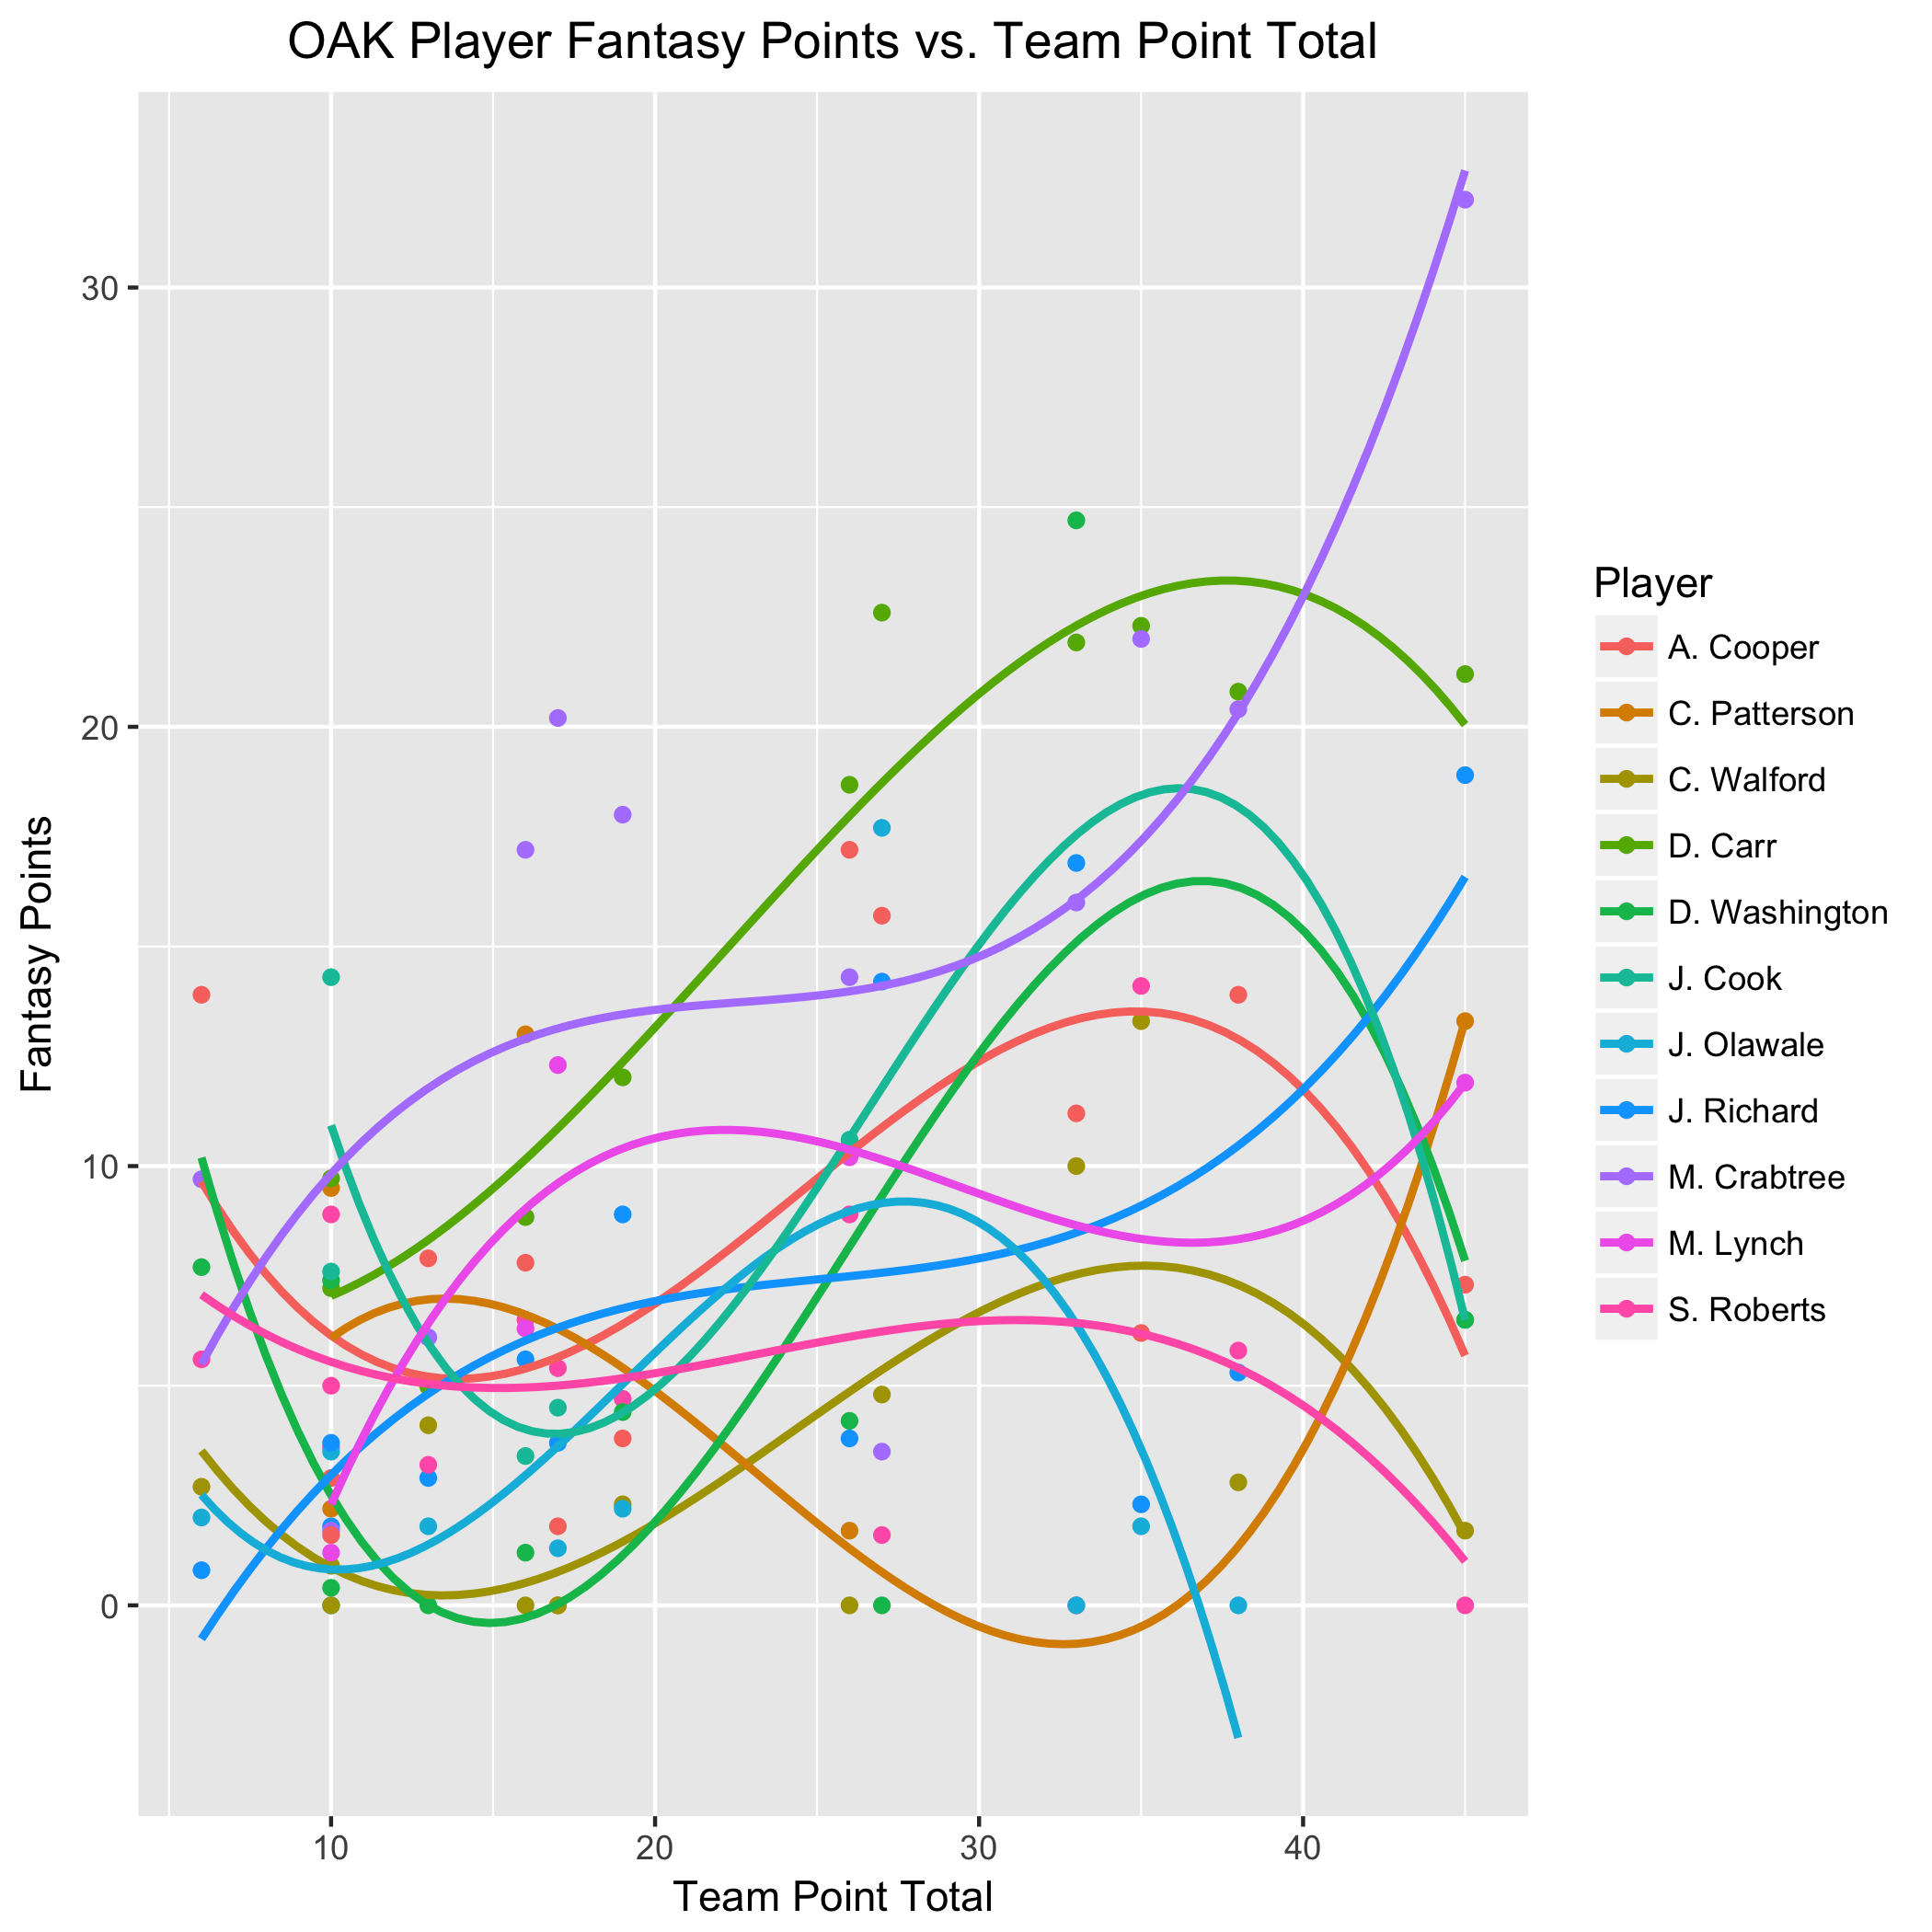 OAK Player Fantasy Points vs. Team Point Total
30
20
10
0
Fantasy Points
10
20
30
40
Team Point Total
Player
A. Cooper
C. Patterson
C. Walford
D. Carr
D. Washington
J. Cook
J. Olawale
J. Richard
M. Crabtree
M. Lynch
S. Roberts